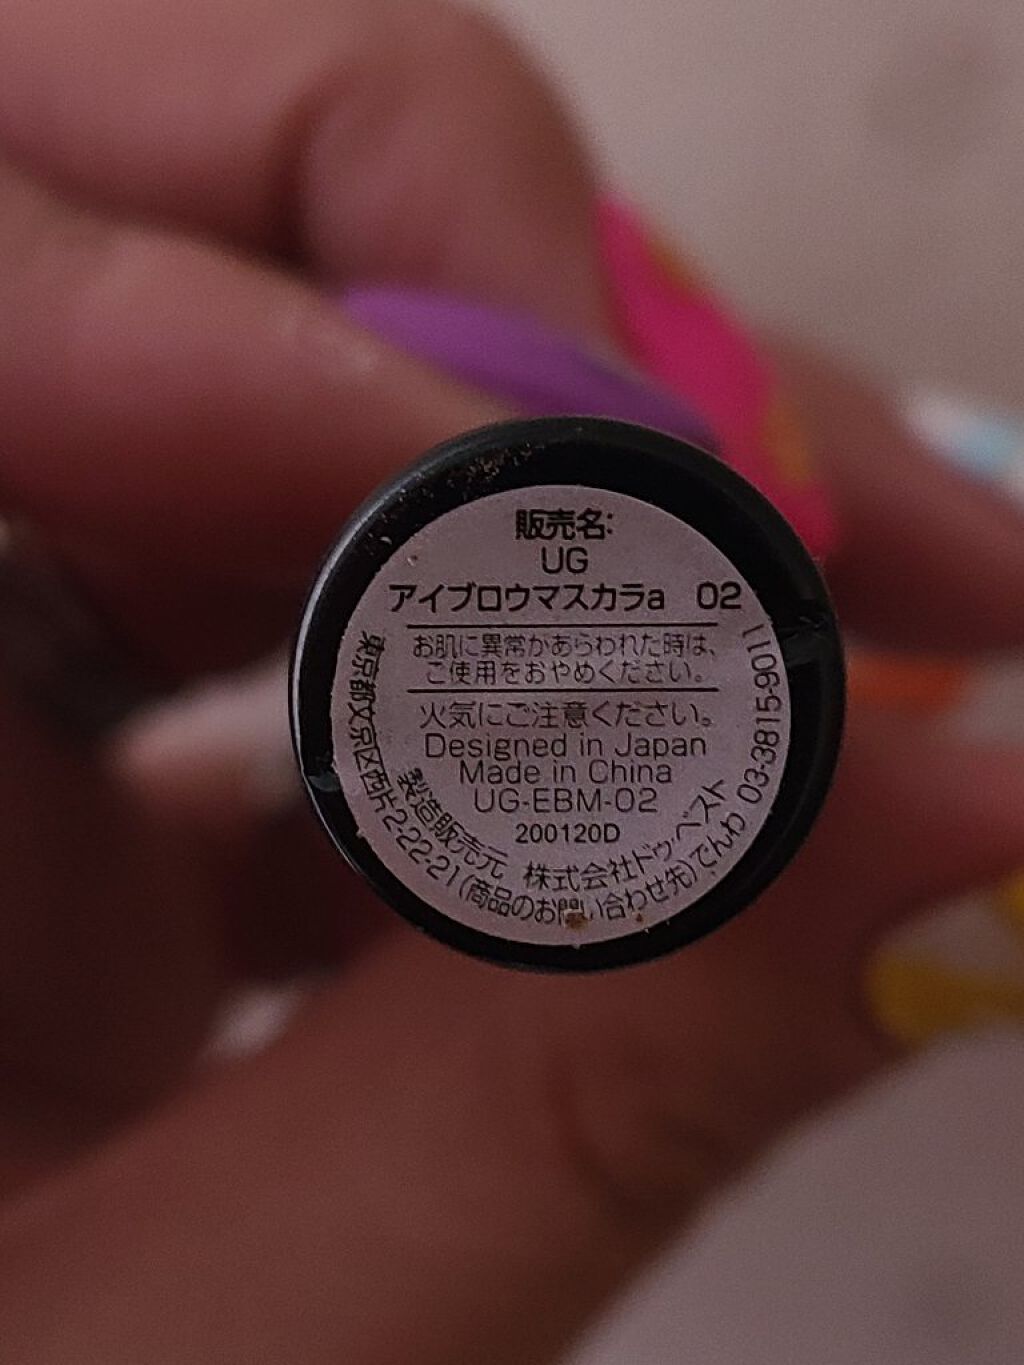 販売名:
UG
アイブロウマスカラa 02
お肌に異常があらわれた時は、
ご使用をおやめください。
火気にご注意ください。
Designed in Japan
Made in China
UG-EBM-02
200120D
製造販売元 株式会社ドゥ・ベスト
東京都文京区西片2-22-21(商品のお問い合わせ先)でんわ 03-3815-9011